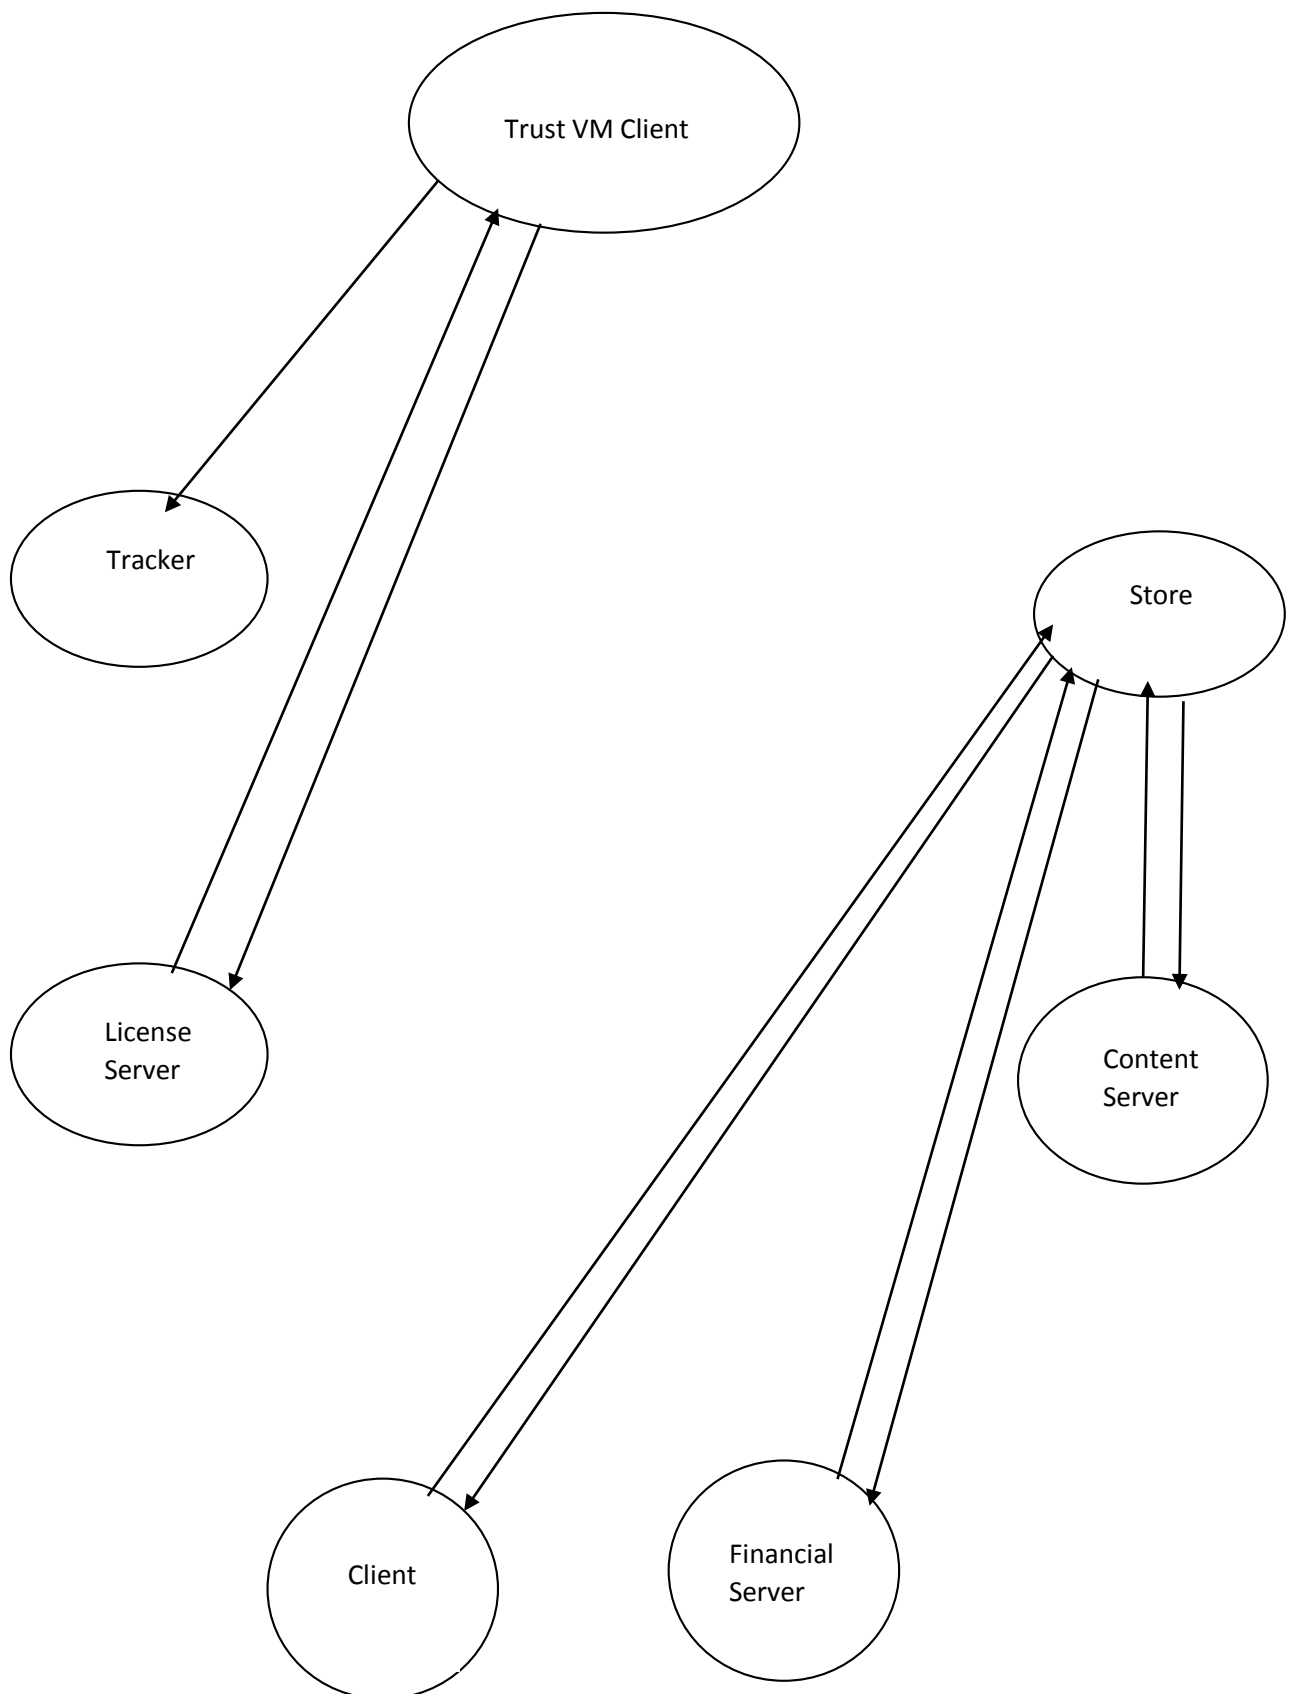 Trust VM Client
Tracker
Store
License
Server
Content
Server
Client
Financial
Server